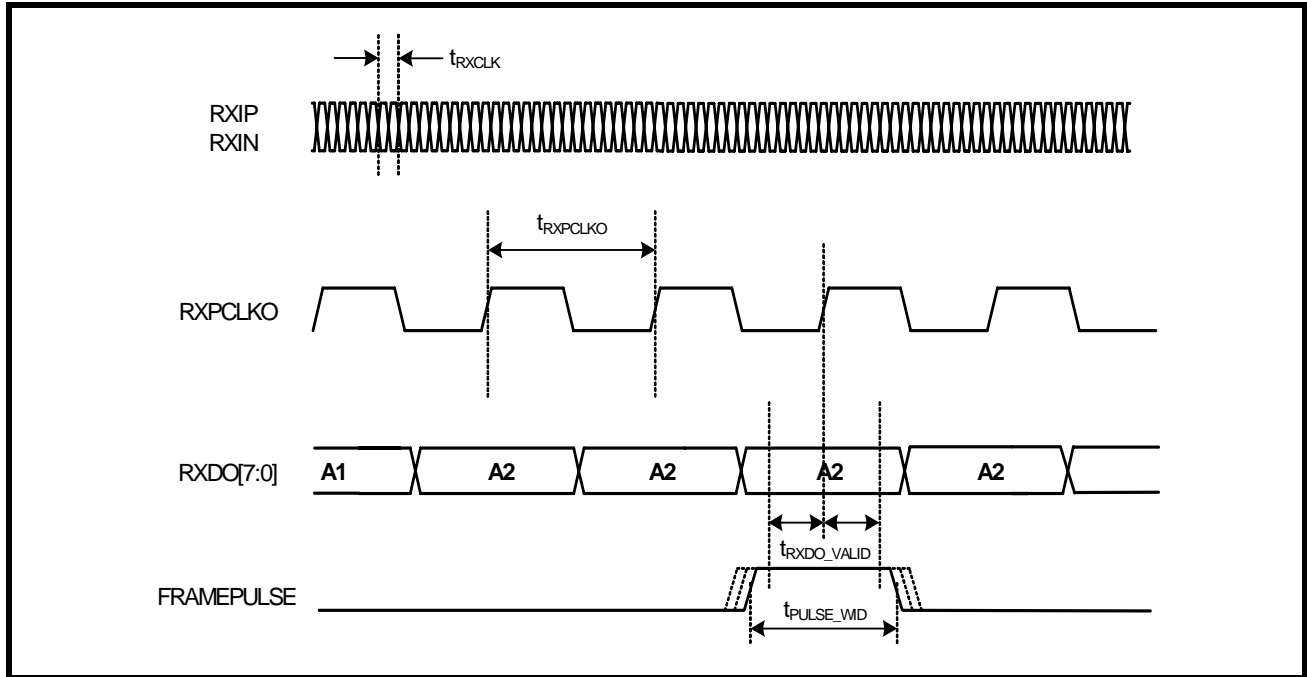 tRXCLK
RXIP
RXIN
tRXPCLKO
RXPCLKO
RXDO[7:0] A1 A2 A2 A2 A2
tRXDO_VALID
FRAMEPULSE
tPULSE_WID